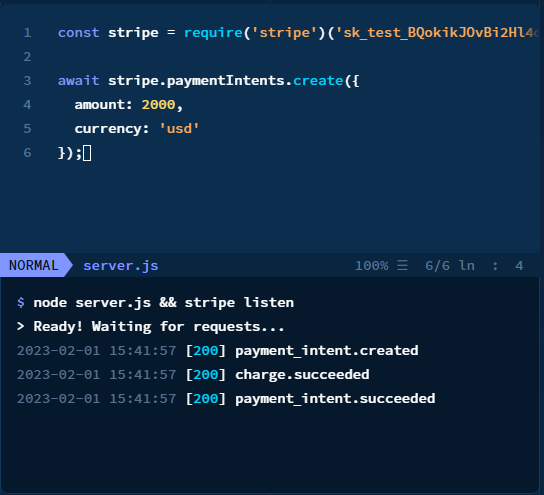 1 const stripe = require('stripe')('sk_test_BQokikJOvBi2Hl4
2
3 await stripe.paymentIntents.create({
4 amount: 2000,
5 currency: 'usd'
6 });
NORMAL server.js 100% ☰ 6/6 ln : 4
$ node server.js && stripe listen
> Ready! Waiting for requests...
2023-02-01 15:41:57 [200] payment_intent.created
2023-02-01 15:41:57 [200] charge.succeeded
2023-02-01 15:41:57 [200] payment_intent.succeeded